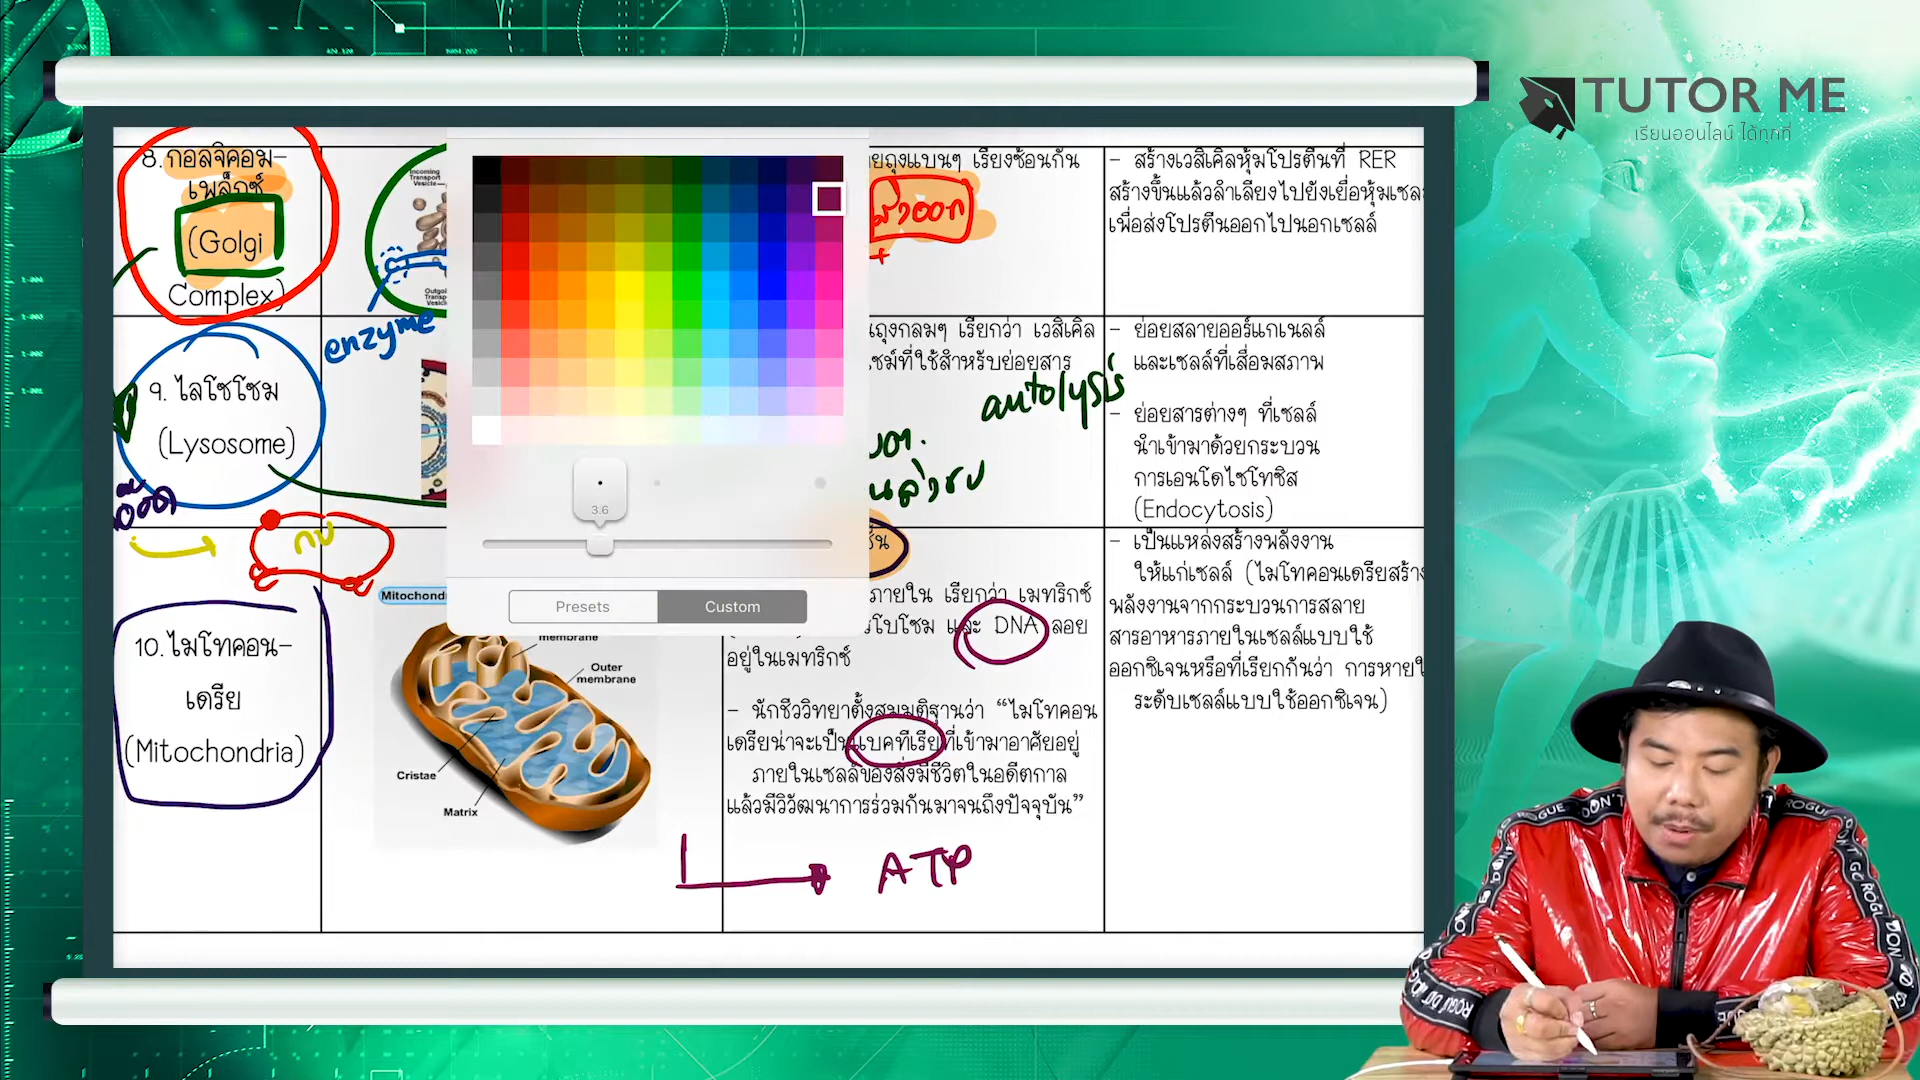 TUTOR ME
เรียนออนไลน์ ได้ทุกที่
8.กอลจิคอม-
เพล็กซ์
(Golgi
Complex)
Incoming
Transport
Vesicle
enzyme
ยถุงแบนๆ เรียงซ้อนกัน
ส่งออก
- สร้างเวสิเคิลหุ้มโปรตีนที่ RER
สร้างขึ้นแล้วลำเลียงไปยังเยื่อหุ้มเซล
เพื่อส่งโปรตีนออกไปนอกเซลล์
9. ไลโซโซม
(Lysosome)
นถุงกลมๆ เรียกว่า เวสิเคิล
ซม์ที่ใช้สำหรับย่อยสาร
autolysis
- ย่อยสลายออร์แกเนลล์
และเซลล์ที่เสื่อมสภาพ
- ย่อยสารต่างๆ ที่เซลล์
นำเข้ามาด้วยกระบวน
การเอนโดไซโทซิส
(Endocytosis)
กบ
3.6
Presets
Custom
10.ไมโทคอน-
เดรีย
(Mitochondria)
Mitochond
membrane
Outer
membrane
Cristae
Matrix
ชั้น
ภายใน เรียกว่า เมทริกซ์
รโบโซม และ DNA ลอย
อยู่ในเมทริกซ์
- นักชีววิทยาตั้งสมมติฐานว่า “ไมโทคอน
เดรียน่าจะเป็นแบคทีเรียที่เข้ามาอาศัยอยู่
ภายในเซลล์ของสิ่งมีชีวิตในอดีตกาล
แล้วมีวิวัฒนาการร่วมกันมาจนถึงปัจจุบัน”
ATP
- เป็นแหล่งสร้างพลังงาน
ให้แก่เซลล์ (ไมโทคอนเดรียสร้าง
พลังงานจากกระบวนการสลาย
สารอาหารภายในเซลล์แบบใช้
ออกซิเจนหรือที่เรียกกันว่า การหายใ
ระดับเซลล์แบบใช้ออกซิเจน)